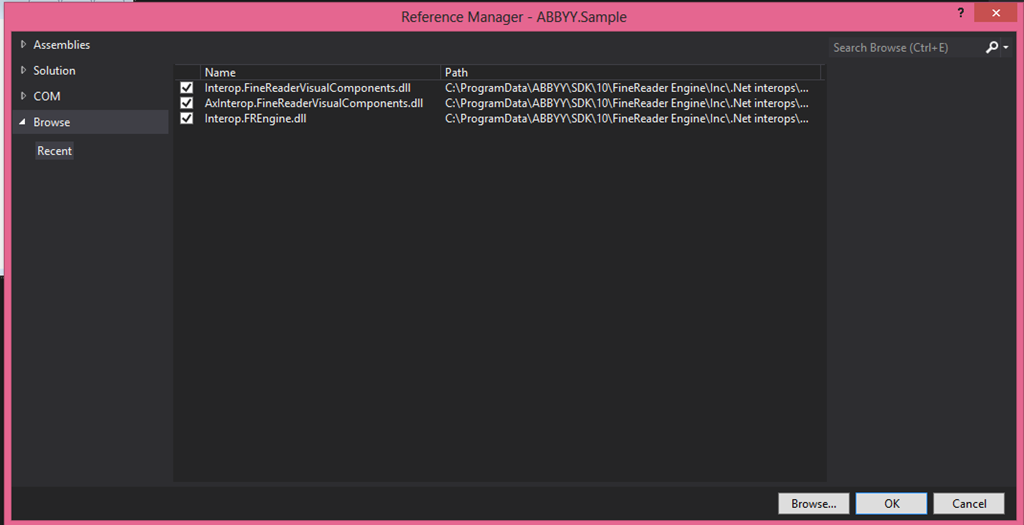 Reference Manager - ABBYY.Sample
?
Assemblies
Solution
COM
Browse
Recent
Search Browse (Ctrl+E)
Name Path
Interop.FineReaderVisualComponents.dll C:\ProgramData\ABBYY\SDK\10\FineReader Engine\Inc\.Net interops\...
AxInterop.FineReaderVisualComponents.dll C:\ProgramData\ABBYY\SDK\10\FineReader Engine\Inc\.Net interops\...
Interop.FREngine.dll C:\ProgramData\ABBYY\SDK\10\FineReader Engine\Inc\.Net interops\...
Browse... OK Cancel